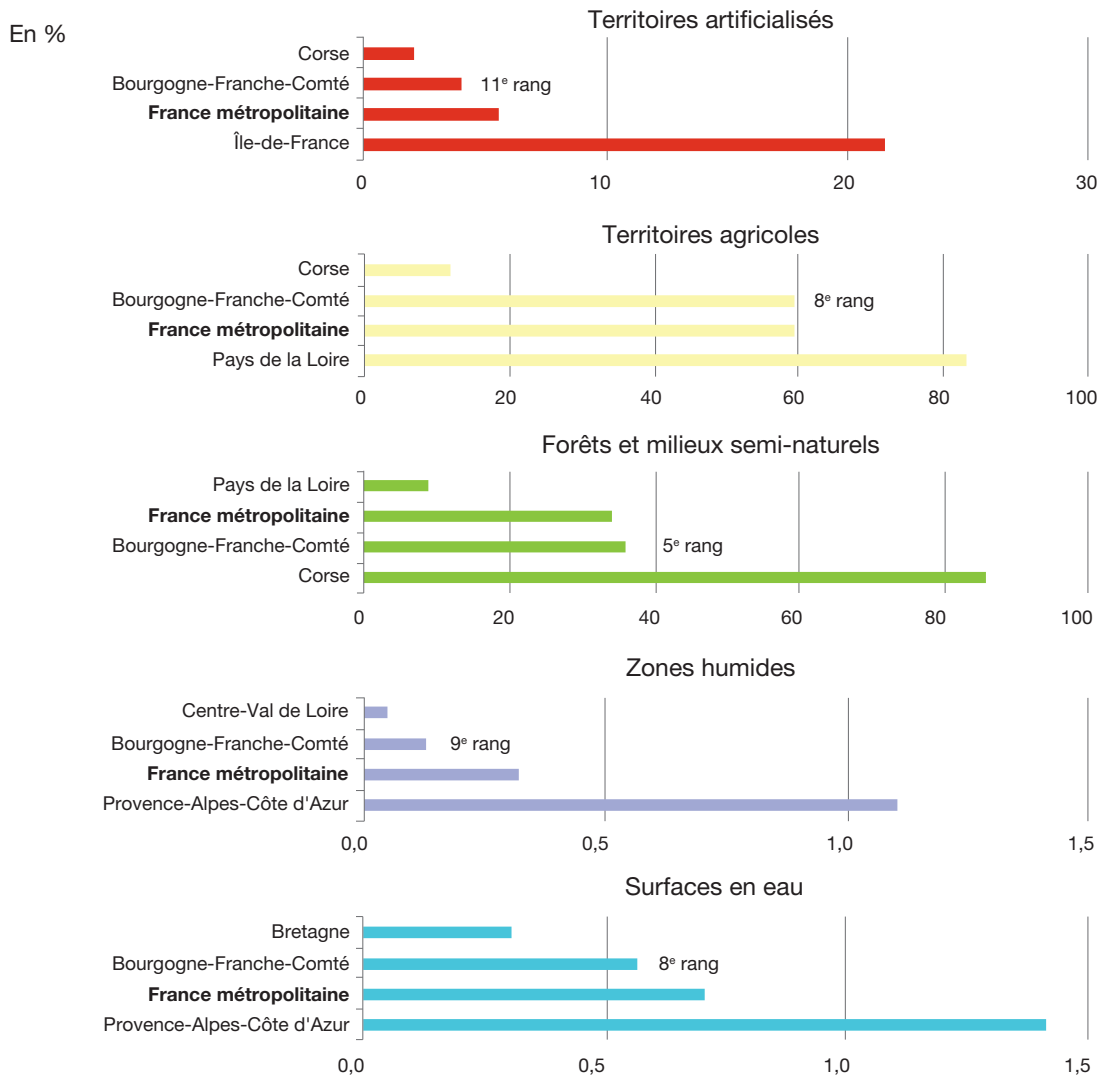 En %
Territoires artificialisés
Corse
Bourgogne-Franche-Comté 11e rang
France métropolitaine
Île-de-France
0 10 20 30
Territoires agricoles
Corse
Bourgogne-Franche-Comté 8e rang
France métropolitaine
Pays de la Loire
0 20 40 60 80 100
Forêts et milieux semi-naturels
Pays de la Loire
France métropolitaine
Bourgogne-Franche-Comté 5e rang
Corse
0 20 40 60 80 100
Zones humides
Centre-Val de Loire
Bourgogne-Franche-Comté 9e rang
France métropolitaine
Provence-Alpes-Côte d'Azur
0,0 0,5 1,0 1,5
Surfaces en eau
Bretagne
Bourgogne-Franche-Comté 8e rang
France métropolitaine
Provence-Alpes-Côte d'Azur
0,0 0,5 1,0 1,5